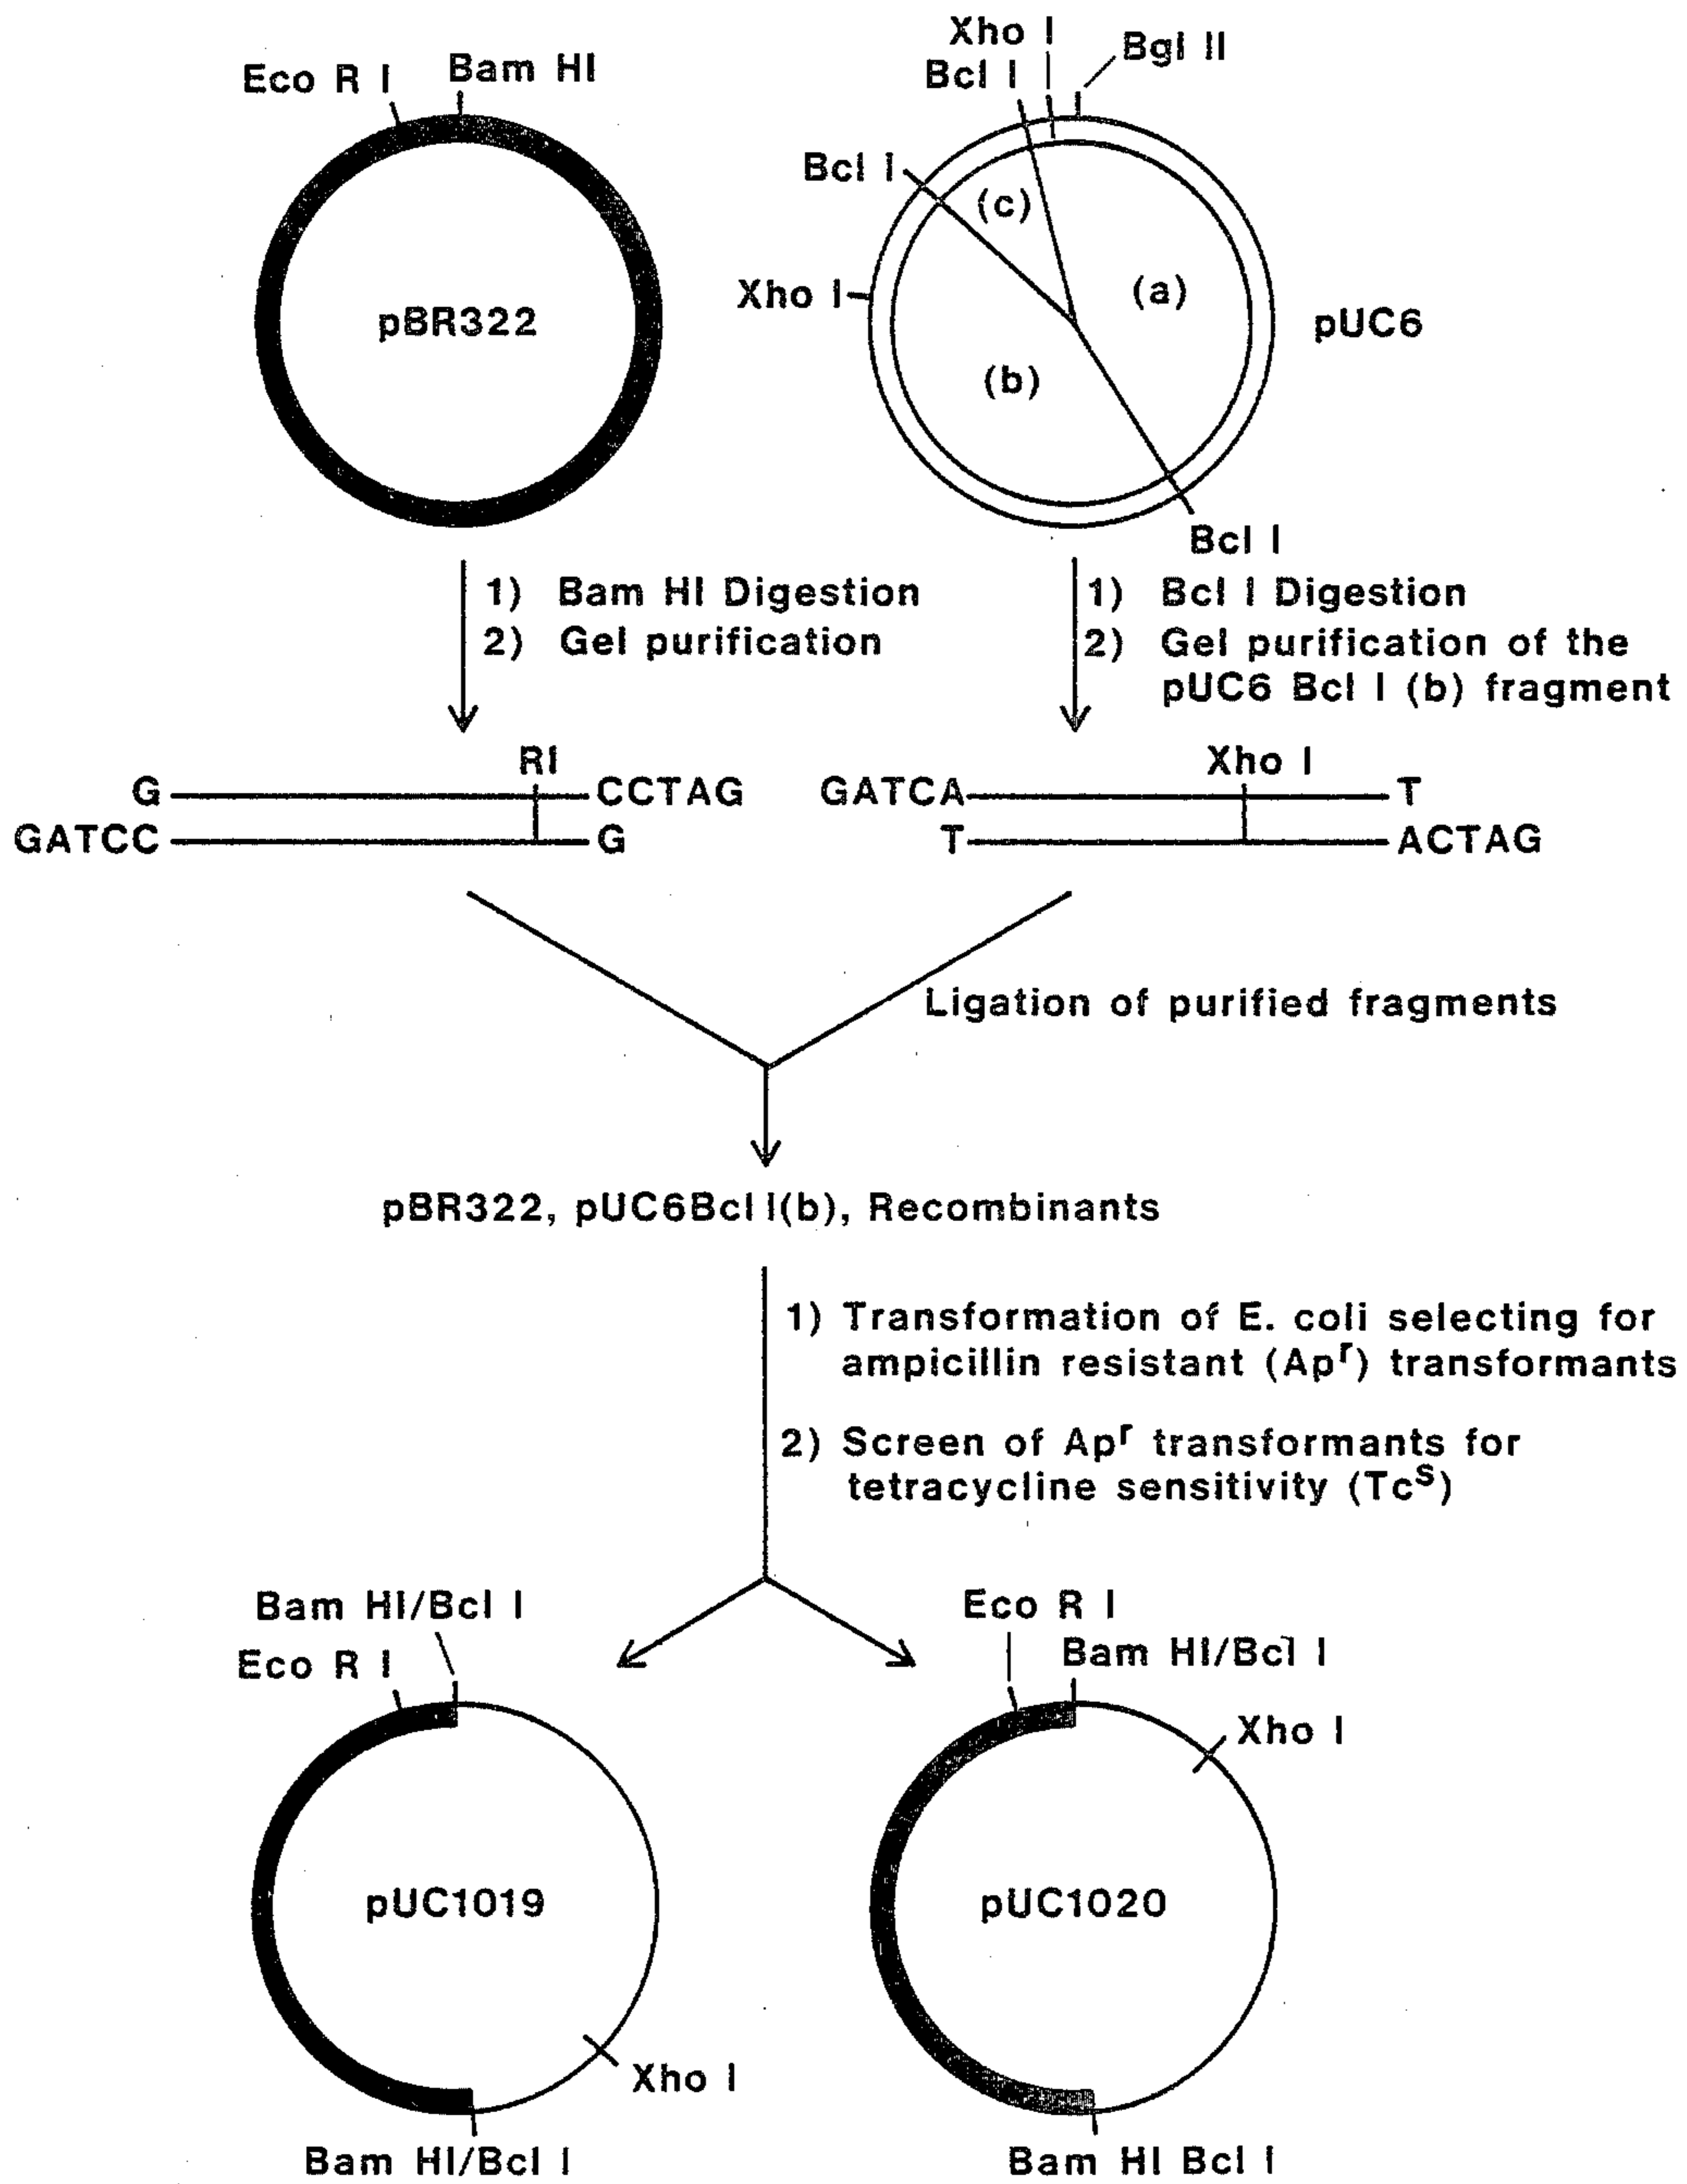 Eco R I
Bam HI
pBR322
Xho I
Bcl I
Bgl II
Bcl I
(c)
Xho I
(a)
pUC6
(b)
Bcl I
1) Bam HI Digestion
2) Gel purification
1) Bcl I Digestion
2) Gel purification of the
pUC6 Bcl I (b) fragment
RI
G CCTAG
GATCC G
Xho I
GATCA T
T ACTAG
Ligation of purified fragments
pBR322, pUC6Bcl I(b), Recombinants
1) Transformation of E. coli selecting for
ampicillin resistant (Apʳ) transformants
2) Screen of Apʳ transformants for
tetracycline sensitivity (Tcˢ)
Bam HI/Bcl I
Eco R I
pUC1019
Xho I
Bam HI/Bcl I
Eco R I
Bam HI/Bcl I
Xho I
pUC1020
Bam HI Bcl I